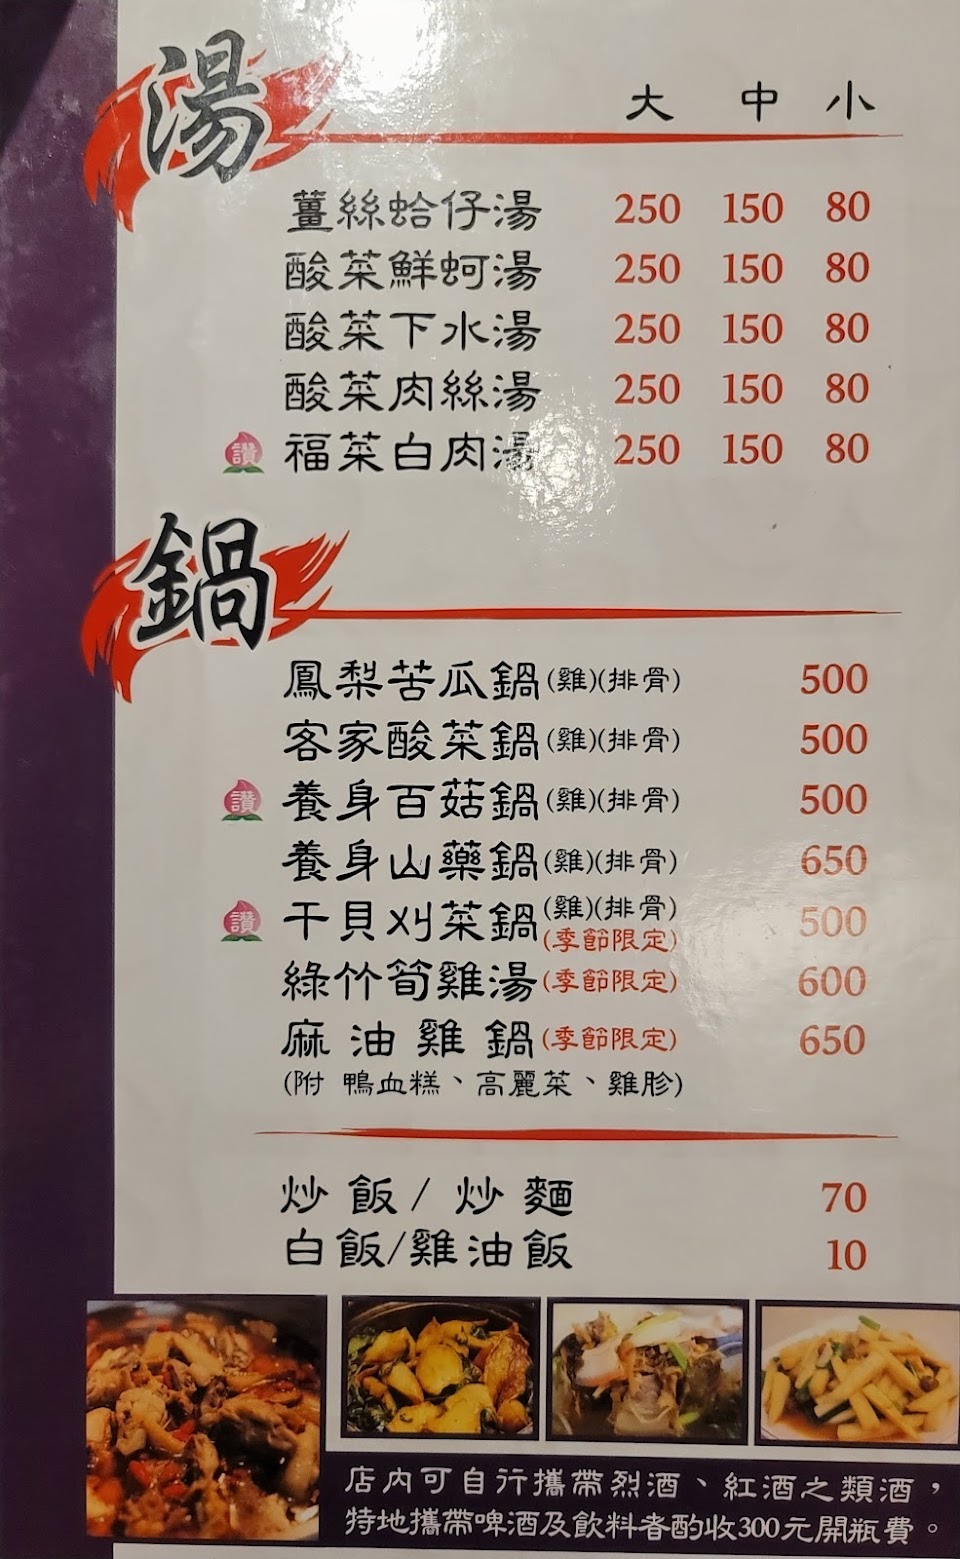 湯
大 中 小
薑絲蛤仔湯 250 150 80
酸菜鮮蚵湯 250 150 80
酸菜下水湯 250 150 80
酸菜肉絲湯 250 150 80
讚 福菜白肉湯 250 150 80
鍋
鳳梨苦瓜鍋(雞)(排骨) 500
客家酸菜鍋(雞)(排骨) 500
讚 養身百菇鍋(雞)(排骨) 500
養身山藥鍋(雞)(排骨) 650
讚 干貝刈菜鍋(雞)(排骨) 500
(季節限定)
綠竹筍雞湯(季節限定) 600
麻油雞鍋(季節限定) 650
(附 鴨血糕、高麗菜、雞胗)
炒飯/炒麵 70
白飯/雞油飯 10
店內可自行攜帶烈酒、紅酒之類酒，
特地攜帶啤酒及飲料者酌收300元開瓶費。